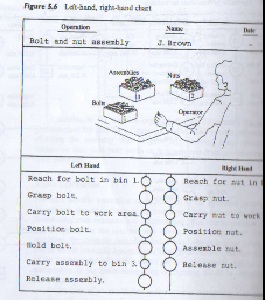 Figure 5.6 Left-hand, right-hand chart
Operation Name Date
Bolt and nut assembly J. Brown
Assemblies
Nuts
Bolts
Operator
Left Hand Right Hand
Reach for bolt in bin 1. Reach for nut in
Grasp bolt. Grasp nut.
Carry bolt to work area. Carry nut to work
Position bolt. Position nut.
Hold bolt. Assemble nut.
Carry assembly to bin 3. Release nut.
Release assembly.